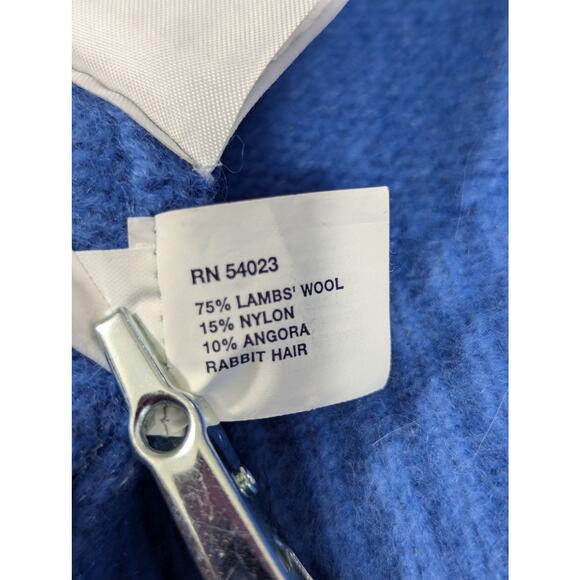 RN 54023
75% LAMBS' WOOL
15% NYLON
10% ANGORA
RABBIT HAIR